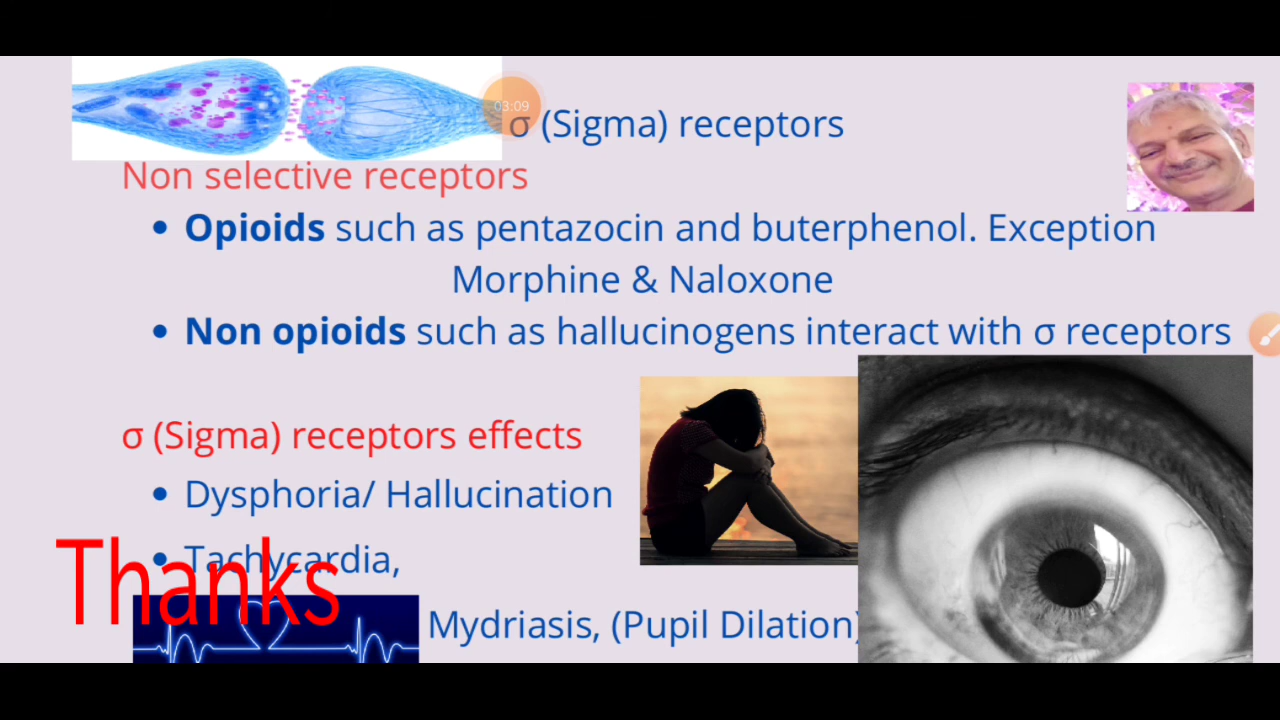 03:09
σ (Sigma) receptors
Non selective receptors
• Opioids such as pentazocin and buterphenol. Exception
Morphine & Naloxone
• Non opioids such as hallucinogens interact with σ receptors
σ (Sigma) receptors effects
• Dysphoria/ Hallucination
• Tachycardia,
Thanks
Mydriasis, (Pupil Dilation)